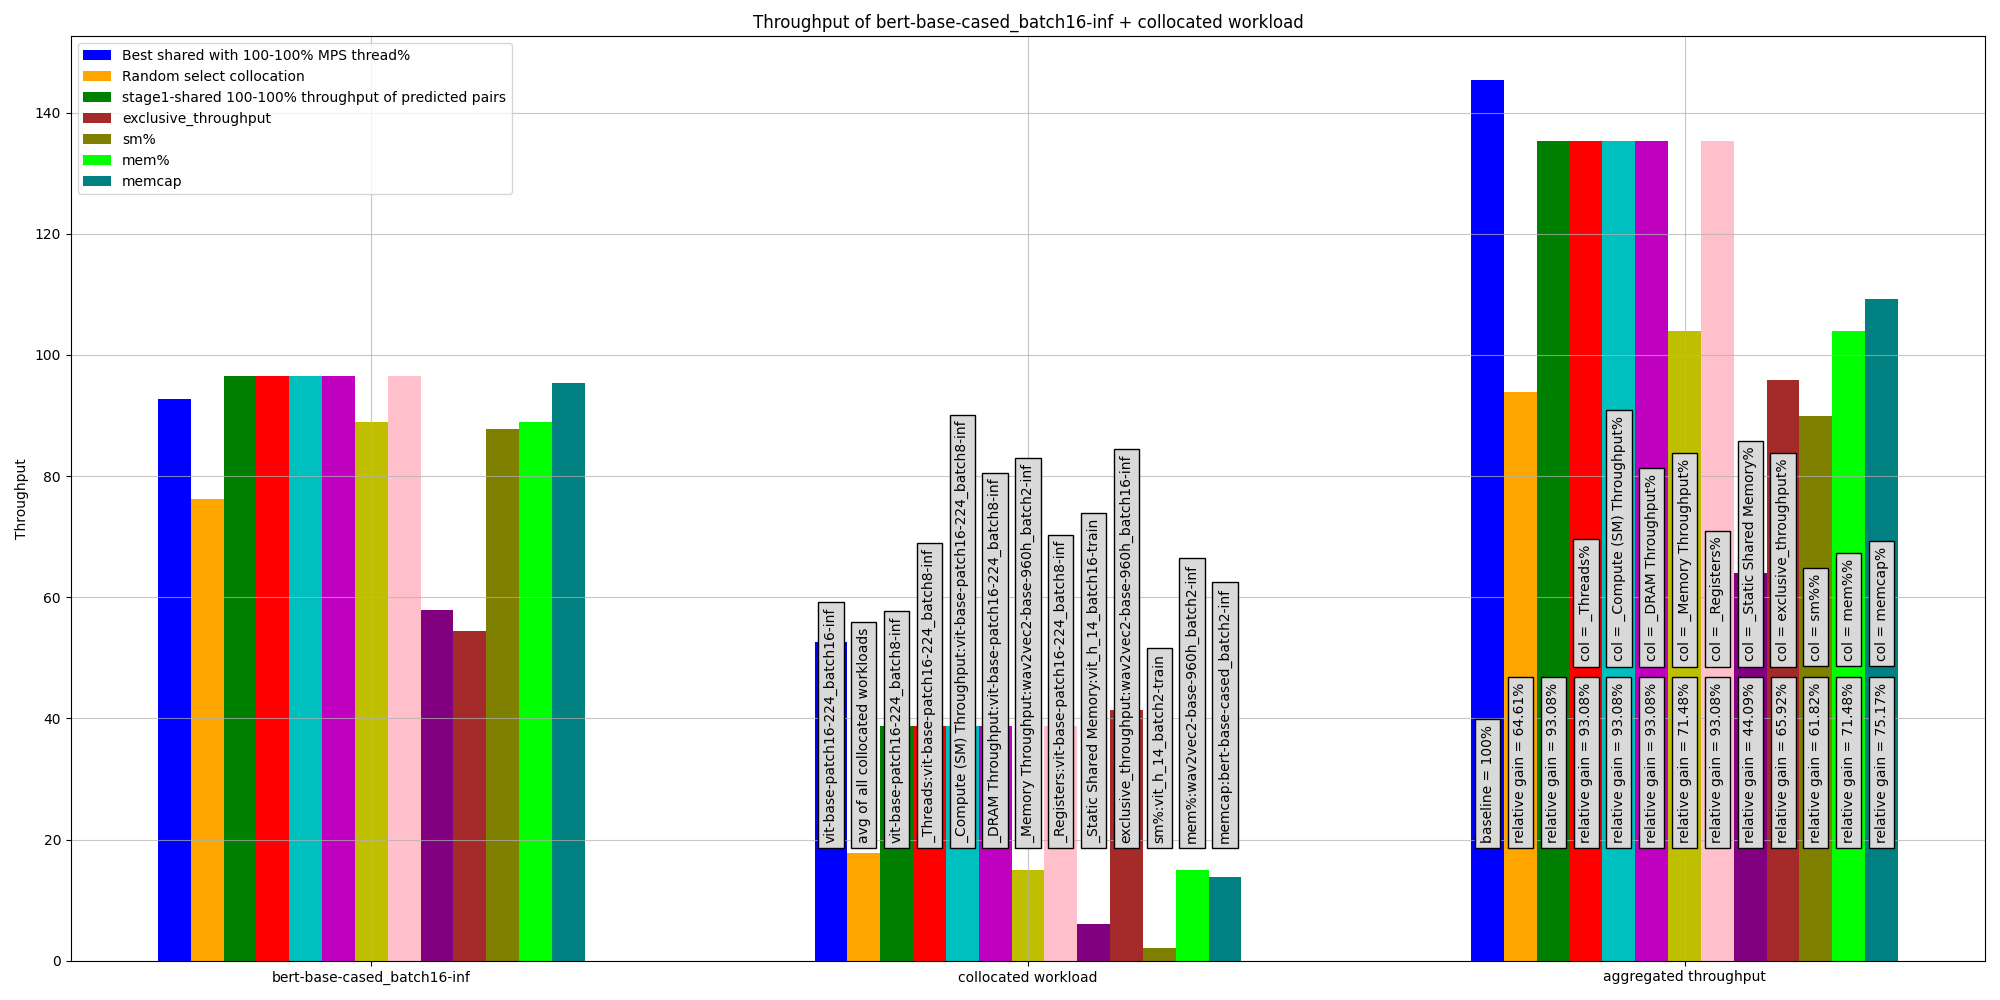 Throughput of bert-base-cased_batch16-inf + collocated workload
Best shared with 100-100% MPS thread%
Random select collocation
stage1-shared 100-100% throughput of predicted pairs
exclusive_throughput
sm%
mem%
memcap
Throughput
140
120
100
80
60
40
20
0
vit-base-patch16-224_batch16-inf
avg of all collocated workloads
vit-base-patch16-224_batch8-inf
_Threads:vit-base-patch16-224_batch8-inf
_Compute (SM) Throughput:vit-base-patch16-224_batch8-inf
_DRAM Throughput:vit-base-patch16-224_batch8-inf
_Memory Throughput:wav2vec2-base-960h_batch2-inf
_Registers:vit-base-patch16-224_batch8-inf
_Static Shared Memory:vit_h_14_batch16-train
exclusive_throughput:wav2vec2-base-960h_batch16-inf
sm%:vit_h_14_batch2-train
mem%:wav2vec2-base-960h_batch2-inf
memcap:bert-base-cased_batch2-inf
col = _Threads%
col = _Compute (SM) Throughput%
col = _DRAM Throughput%
col = _Memory Throughput%
col = _Registers%
col = _Static Shared Memory%
col = exclusive_throughput%
col = sm%%
col = mem%%
col = memcap%
baseline = 100%
relative gain = 64.61%
relative gain = 93.08%
relative gain = 93.08%
relative gain = 93.08%
relative gain = 93.08%
relative gain = 71.48%
relative gain = 93.08%
relative gain = 44.09%
relative gain = 65.92%
relative gain = 61.82%
relative gain = 71.48%
relative gain = 75.17%
bert-base-cased_batch16-inf
collocated workload
aggregated throughput